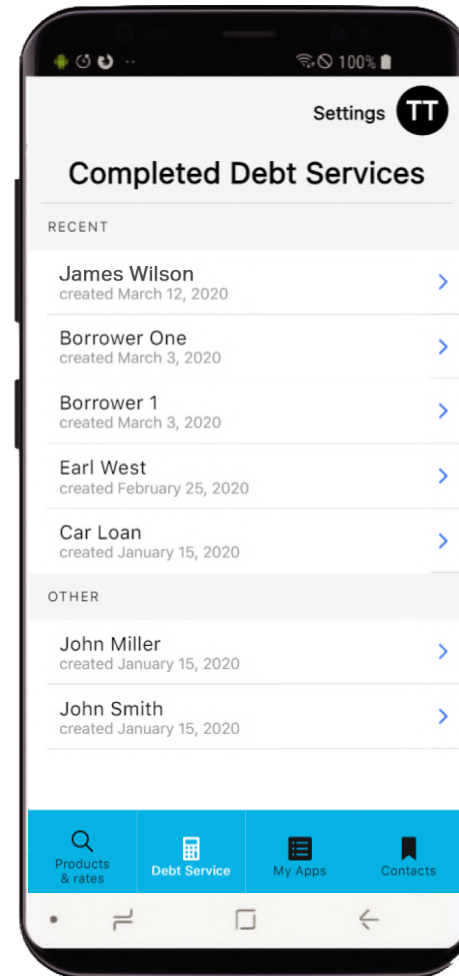 100%
Settings TT
Completed Debt Services
RECENT
James Wilson
created March 12, 2020
Borrower One
created March 3, 2020
Borrower 1
created March 3, 2020
Earl West
created February 25, 2020
Car Loan
created January 15, 2020
OTHER
John Miller
created January 15, 2020
John Smith
created January 15, 2020
Products
& rates
Debt Service
My Apps
Contacts